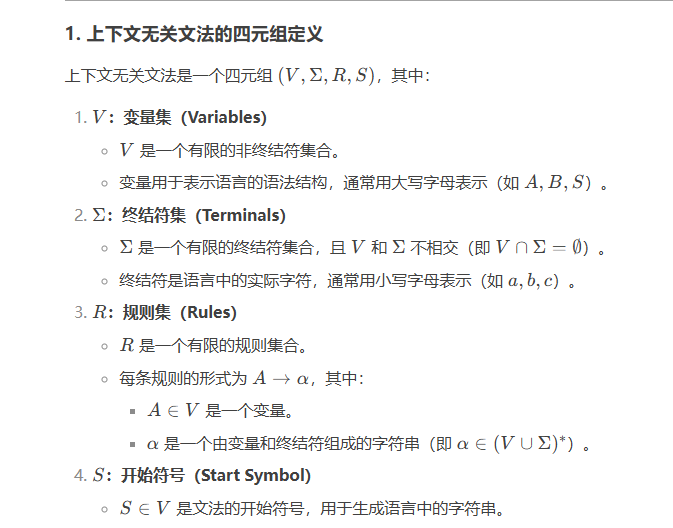 1. 上下文无关文法的四元组定义
上下文无关文法是一个四元组 (V, Σ, R, S)，其中：
1. V：变量集（Variables）
◦ V 是一个有限的非终结符集合。
◦ 变量用于表示语言的语法结构，通常用大写字母表示（如 A, B, S）。
2. Σ：终结符集（Terminals）
◦ Σ 是一个有限的终结符集合，且 V 和 Σ 不相交（即 V ∩ Σ = ∅）。
◦ 终结符是语言中的实际字符，通常用小写字母表示（如 a, b, c）。
3. R：规则集（Rules）
◦ R 是一个有限的规则集合。
◦ 每条规则的形式为 A → α，其中：
▪ A ∈ V 是一个变量。
▪ α 是一个由变量和终结符组成的字符串（即 α ∈ (V ∪ Σ)*）。
4. S：开始符号（Start Symbol）
◦ S ∈ V 是文法的开始符号，用于生成语言中的字符串。